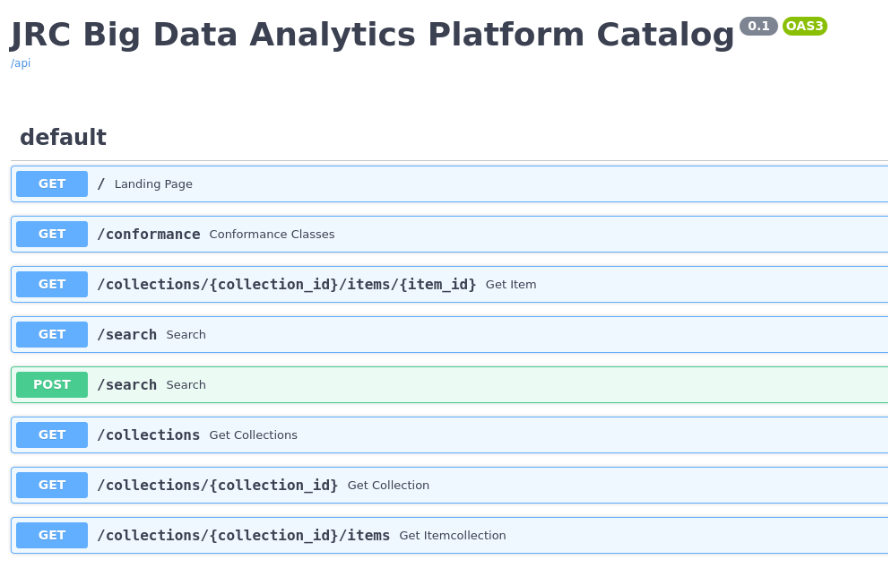 JRC Big Data Analytics Platform Catalog 0.1 OAS3
/api
default
GET / Landing Page
GET /conformance Conformance Classes
GET /collections/{collection_id}/items/{item_id} Get Item
GET /search Search
POST /search Search
GET /collections Get Collections
GET /collections/{collection_id} Get Collection
GET /collections/{collection_id}/items Get Itemcollection